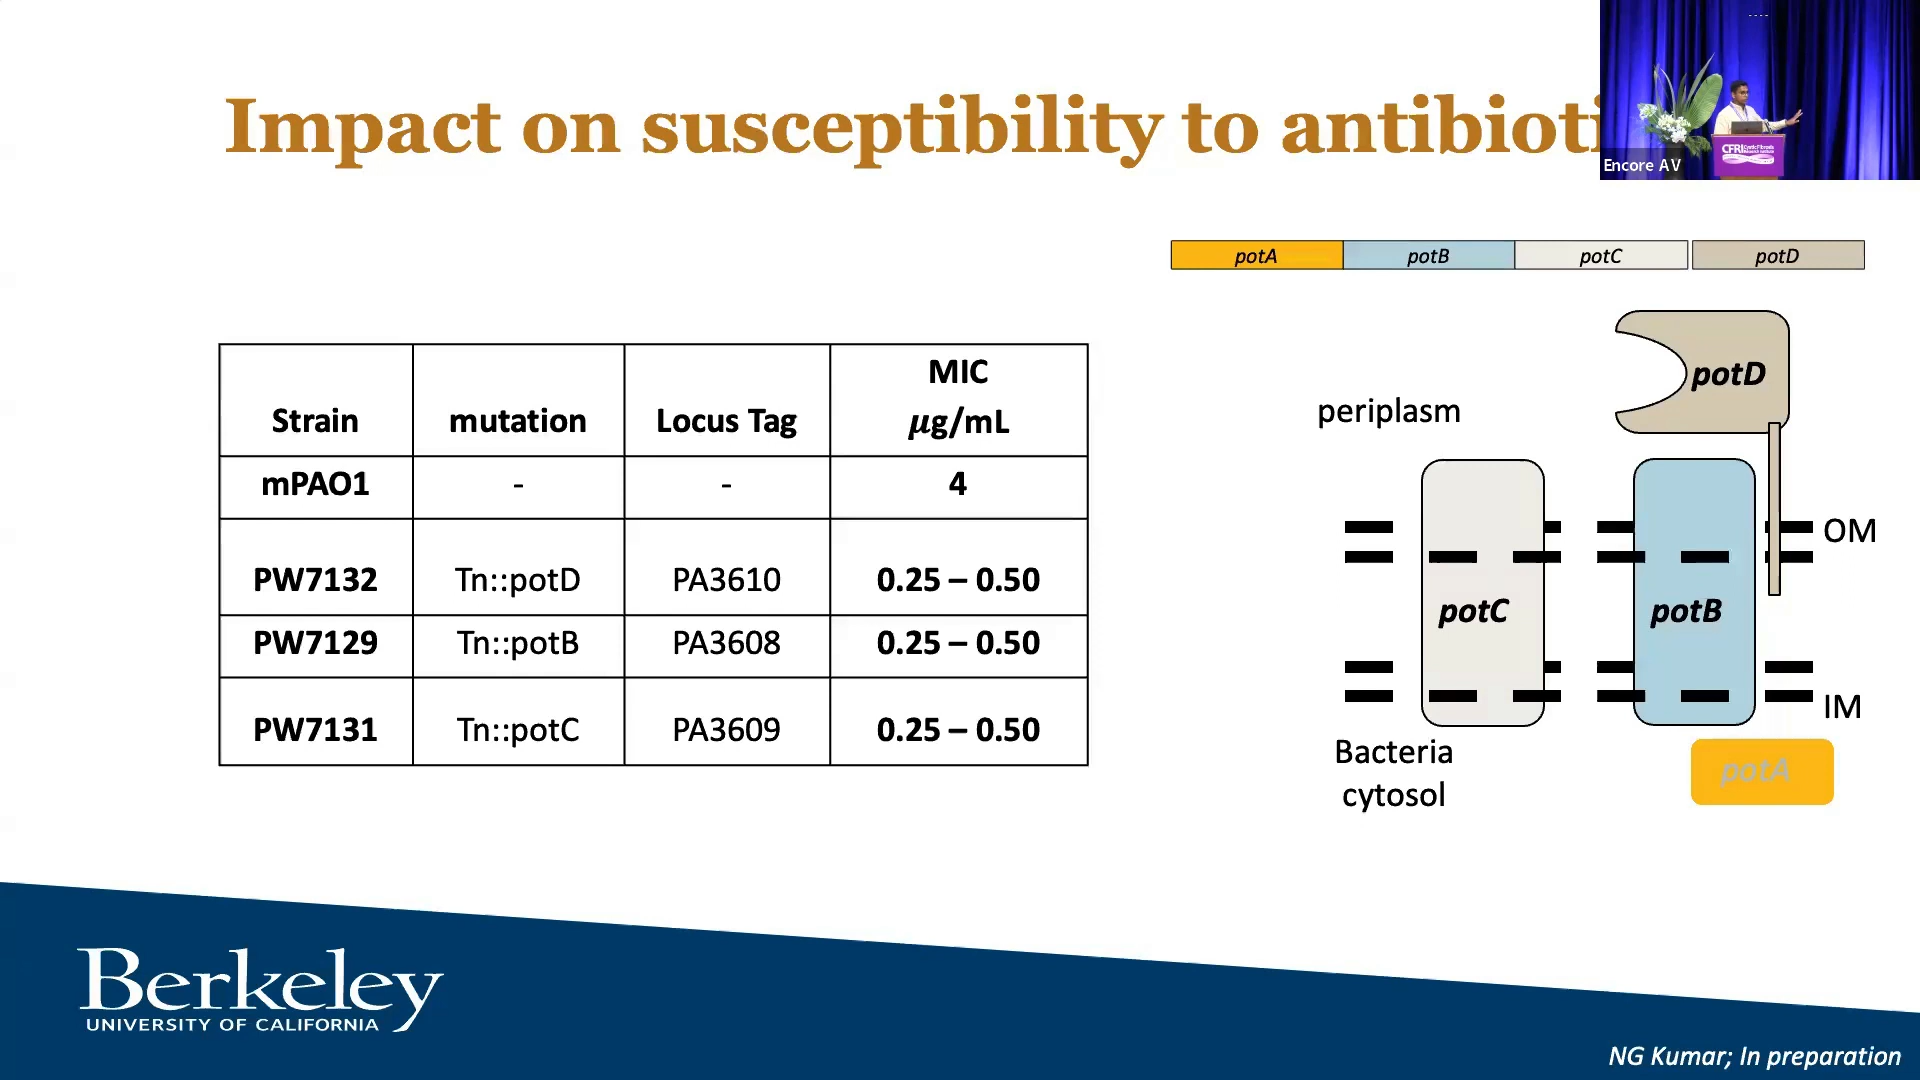 Impact on susceptibility to antibioti
CFRI Cystic Fibrosis
Encore AV
potA potB potC potD
Strain mutation Locus Tag MIC µg/mL
mPAO1 - - 4
PW7132 Tn::potD PA3610 0.25 – 0.50
PW7129 Tn::potB PA3608 0.25 – 0.50
PW7131 Tn::potC PA3609 0.25 – 0.50
potD
periplasm
OM
potC potB
IM
Bacteria
cytosol
potA
Berkeley
UNIVERSITY OF CALIFORNIA
NG Kumar; In preparation